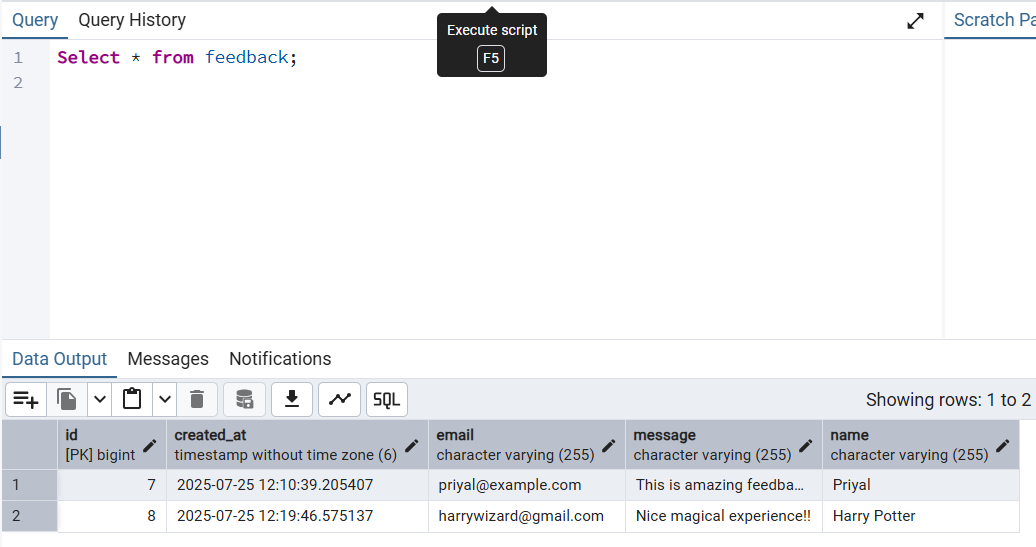 Query Query History Scratch Pa
Execute script
F5
1 Select * from feedback;
2
Data Output Messages Notifications
SQL Showing rows: 1 to 2
id created_at email message name
[PK] bigint timestamp without time zone (6) character varying (255) character varying (255) character varying (255)
1 7 2025-07-25 12:10:39.205407 priyal@example.com This is amazing feedba... Priyal
2 8 2025-07-25 12:19:46.575137 harrywizard@gmail.com Nice magical experience!! Harry Potter